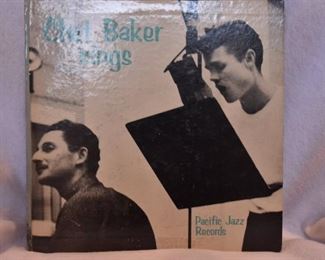 Chet Baker
sings
Pacific Jazz
Records